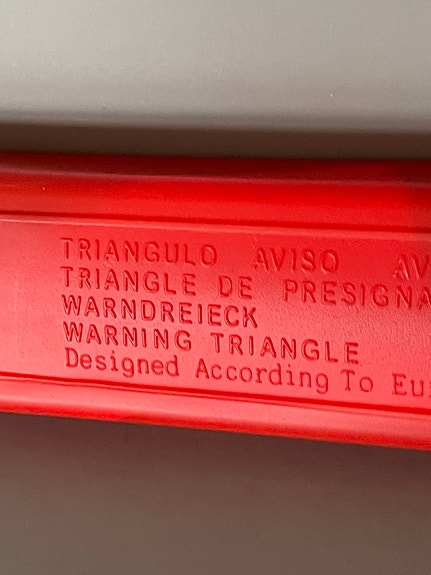 TRIANGULO AVISO AV
TRIANGLE DE PRESIGNA
WARNDREIECK
WARNING TRIANGLE
Designed According To Eu